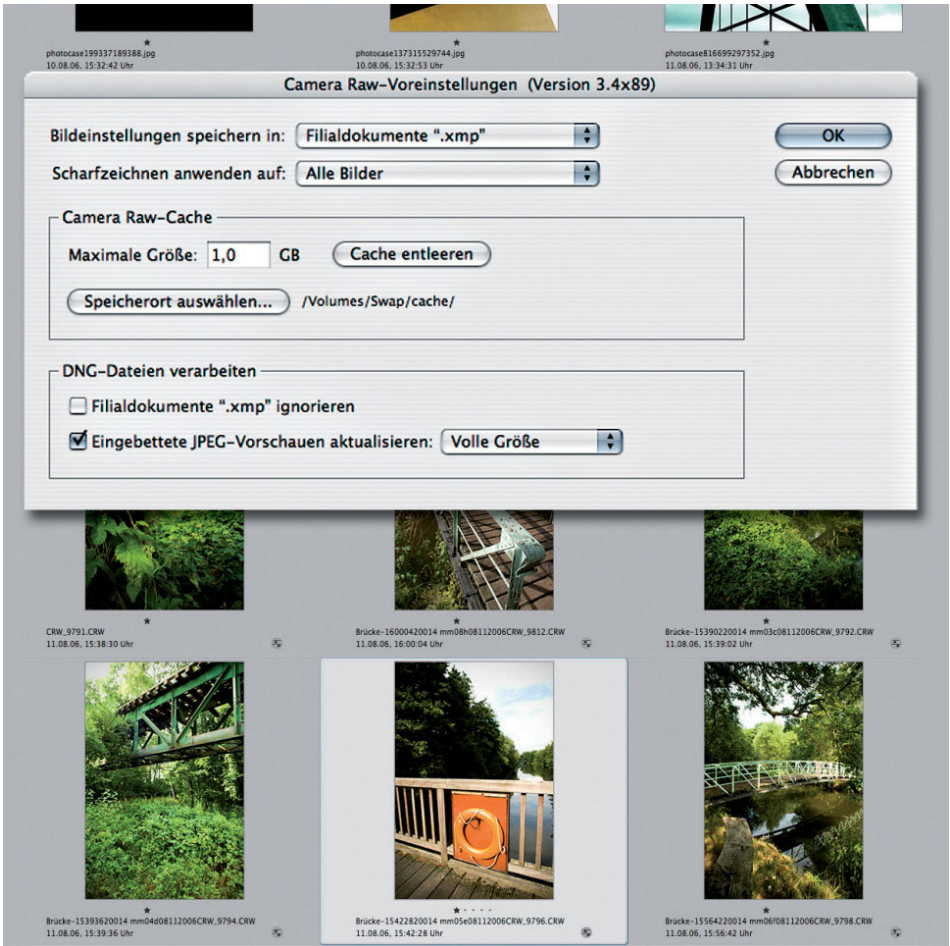 photocase199337189388.jpg
10.08.06, 15:32:42 Uhr
photocase137315529744.jpg
10.08.06, 15:32:53 Uhr
photocase816699297352.jpg
11.08.06, 13:34:31 Uhr
Camera Raw-Voreinstellungen (Version 3.4x89)
Bildeinstellungen speichern in: Filialdokumente “.xmp”
OK
Scharfzeichnen anwenden auf: Alle Bilder
Abbrechen
Camera Raw-Cache
Maximale Größe: 1,0 GB Cache entleeren
Speicherort auswählen... /Volumes/Swap/cache/
DNG-Dateien verarbeiten
Filialdokumente “.xmp” ignorieren
Eingebettete JPEG-Vorschauen aktualisieren: Volle Größe
CRW_9791.CRW
11.08.06, 15:38:30 Uhr
Brücke-16000420014 mm08h08112006CRW_9812.CRW
11.08.06, 16:00:04 Uhr
Brücke-15390220014 mm03c08112006CRW_9792.CRW
11.08.06, 15:39:02 Uhr
Brücke-15393620014 mm04d08112006CRW_9794.CRW
11.08.06, 15:39:36 Uhr
Brücke-15422820014 mm05e08112006CRW_9796.CRW
11.08.06, 15:42:28 Uhr
Brücke-15564220014 mm06f08112006CRW_9798.CRW
11.08.06, 15:56:42 Uhr